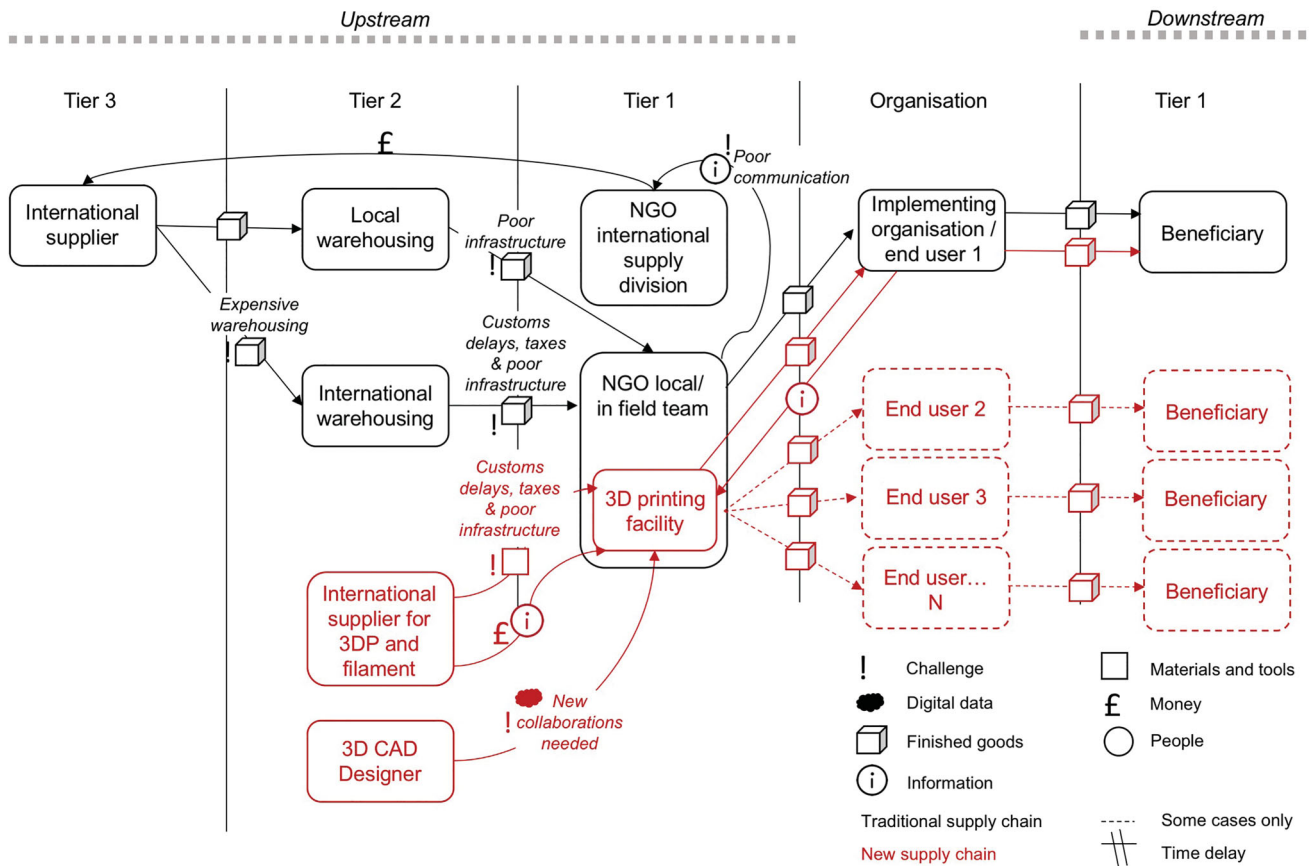 Upstream
Downstream
Tier 3
Tier 2
Tier 1
Organisation
Tier 1
£
!
i
Poor
communication
International
supplier
Local
warehousing
Poor
infrastructure
!
NGO
international
supply
division
Implementing
organisation /
end user 1
Beneficiary
Expensive
warehousing
!
Customs
delays, taxes
& poor
infrastructure
!
International
warehousing
NGO local/
in field team
i
End user 2
Beneficiary
Customs
delays, taxes
& poor
infrastructure
!
3D printing
facility
End user 3
Beneficiary
End user...
N
Beneficiary
International
supplier for
3DP and
filament
£
i
New
collaborations
needed
!
3D CAD
Designer
! Challenge
Digital data
Finished goods
i Information
Traditional supply chain
New supply chain
Materials and tools
£ Money
People
Some cases only
Time delay